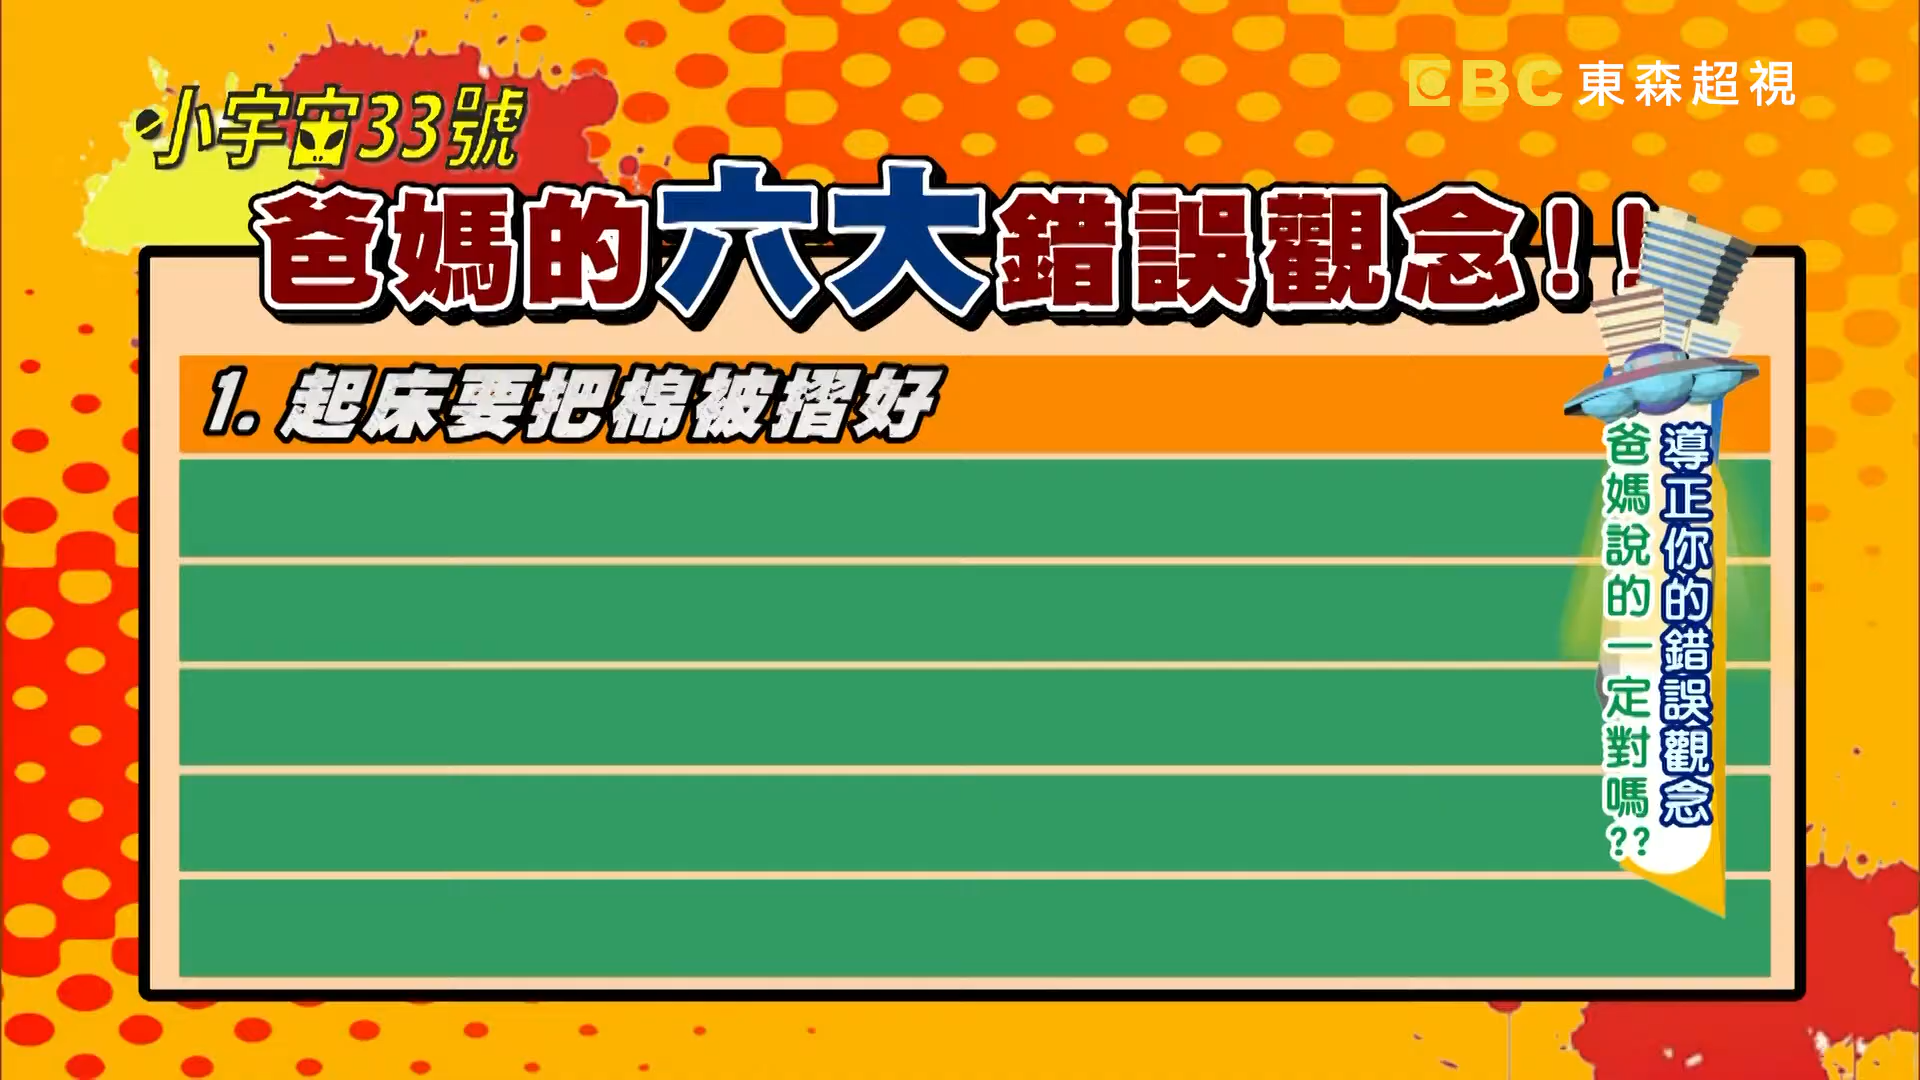 小宇宙33號
EBC 東森超視
爸媽的六大錯誤觀念!!
1. 起床要把棉被摺好
導正你的錯誤觀念
爸媽說的一定對嗎??